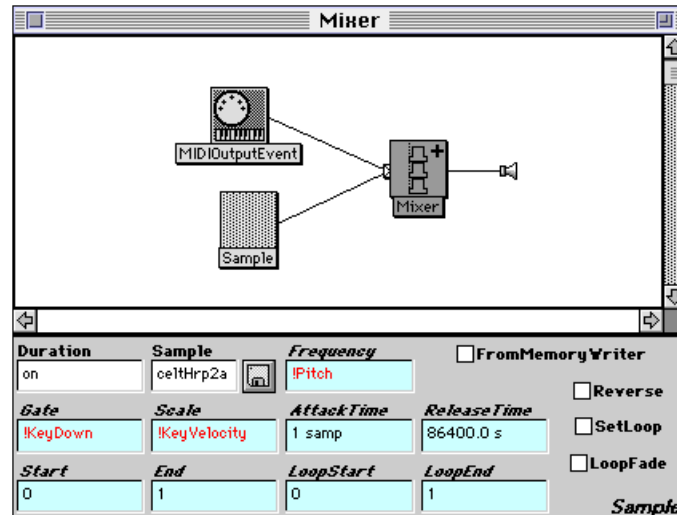 Mixer
MIDIOutputEvent
Mixer
Sample
Duration Sample Frequency FromMemoryWriter
on celtHrp2a !Pitch
Reverse
Gate Scale AttackTime ReleaseTime
!KeyDown !KeyVelocity 1 samp 86400.0 s SetLoop
LoopFade
Start End LoopStart LoopEnd
0 1 0 1
Sample